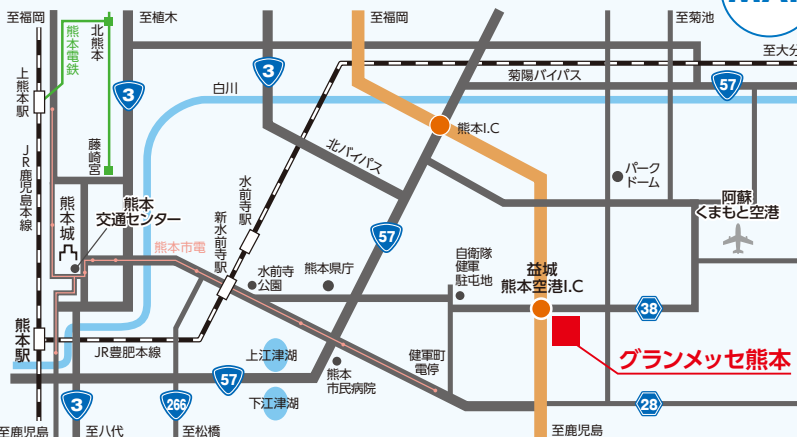 至福岡
至植木
至福岡
至菊池
至大分
熊本電鉄
北熊本
上熊本駅
3
3
白川
菊陽バイパス
57
熊本I.C
JR鹿児島本線
藤崎宮
北バイパス
パーク
ドーム
熊本城
熊本
交通センター
水前寺駅
新水前寺駅
57
阿蘇
くまもと空港
熊本市電
水前寺
公園
熊本県庁
自衛隊
健軍
駐屯地
益城
熊本空港I.C
38
熊本駅
JR豊肥本線
上江津湖
健軍町
電停
グランメッセ熊本
57
熊本
市民病院
3
266
下江津湖
28
至鹿児島
至八代
至松橋
至鹿児島